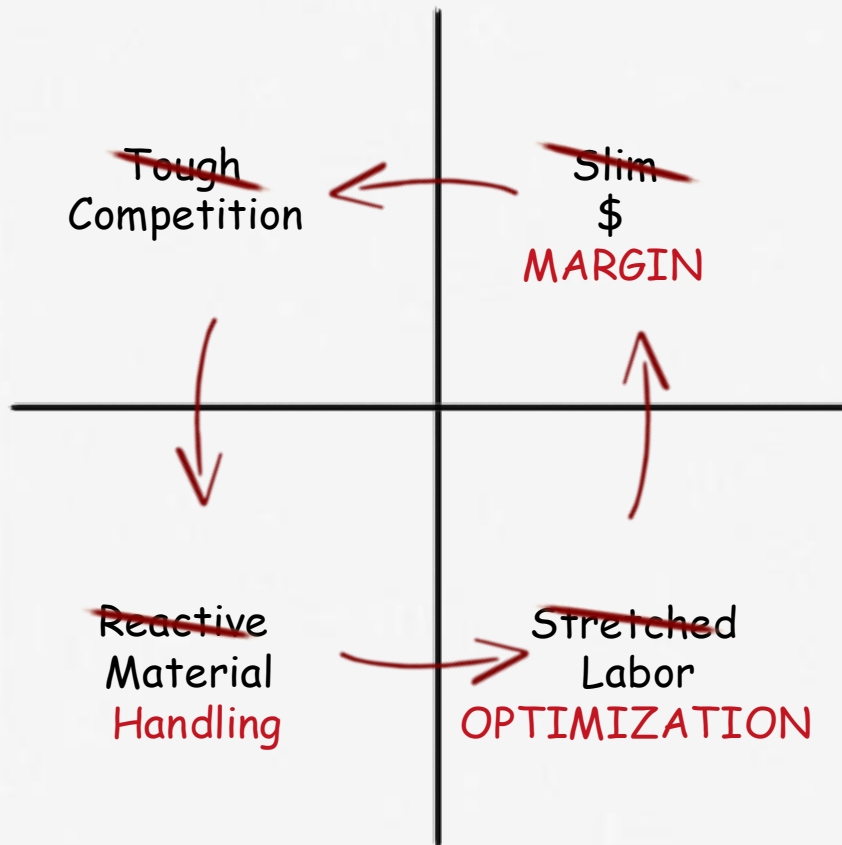 Tough
Competition
Slim
$
MARGIN
Reactive
Material
Handling
Stretched
Labor
OPTIMIZATION